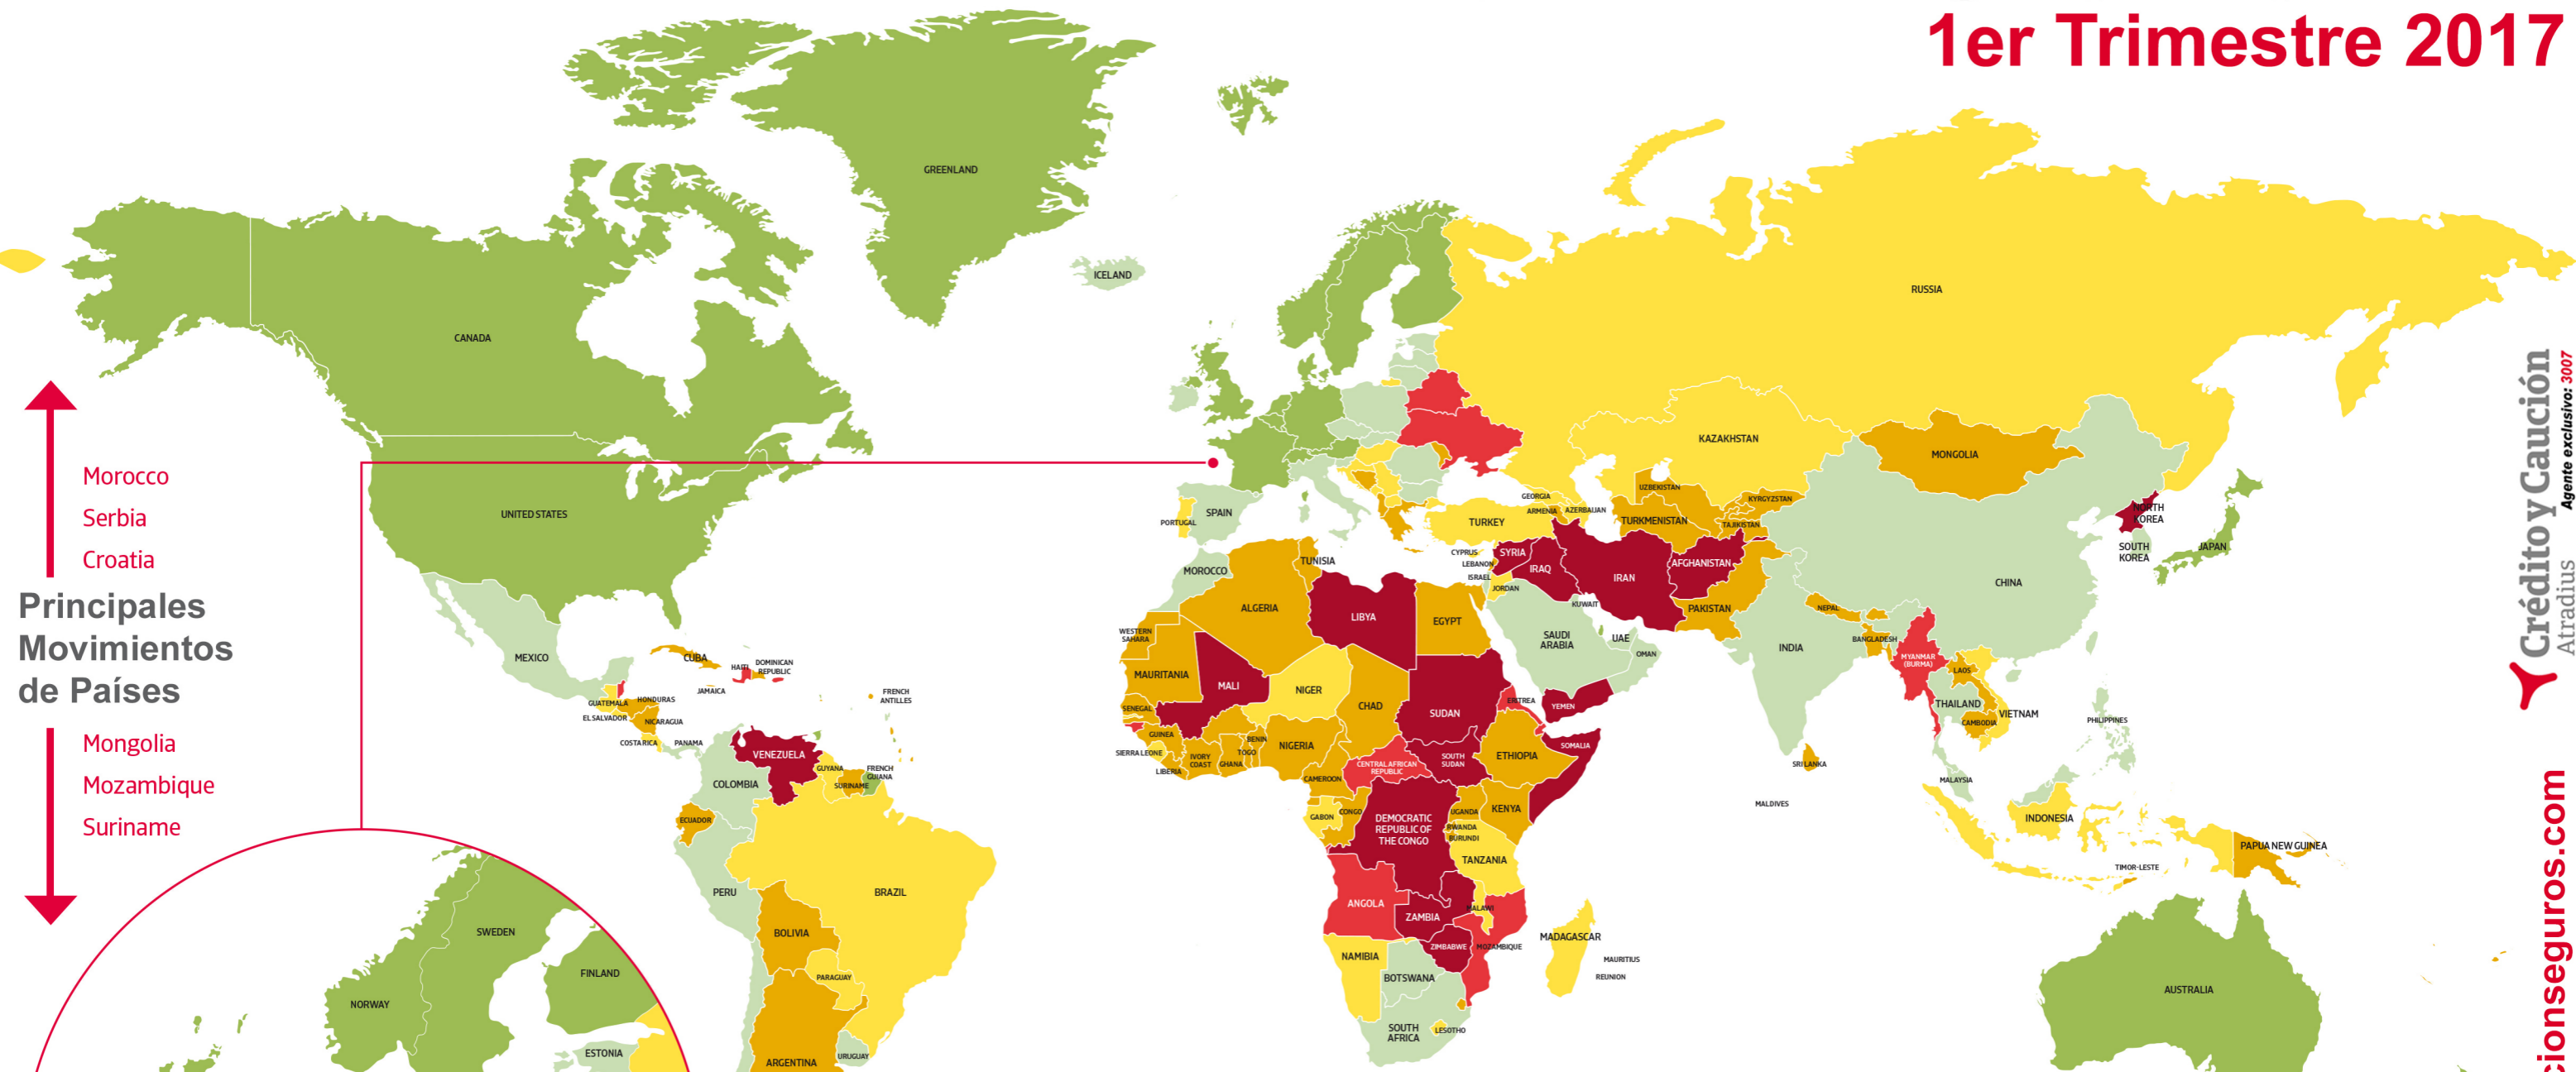 1er Trimestre 2017
GREENLAND
ICELAND
RUSSIA
CANADA
UNITED STATES
KAZAKHSTAN
MONGOLIA
Crédito y Caución
Atradius
Agente exclusivo: 3007
cionseguros.com
Morocco
Serbia
Croatia
Principales
Movimientos
de Países
Mongolia
Mozambique
Suriname
PORTUGAL
SPAIN
GEORGIA
ARMENIA
AZERBAIJAN
TURKEY
UZBEKISTAN
TURKMENISTAN
KYRGYZSTAN
TAJIKISTAN
NORTH
KOREA
SOUTH
KOREA
JAPAN
CHINA
MOROCCO
TUNISIA
ALGERIA
LIBYA
EGYPT
CYPRUS
LEBANON
ISRAEL
SYRIA
JORDAN
IRAQ
KUWAIT
IRAN
AFGHANISTAN
PAKISTAN
NEPAL
BANGLADESH
INDIA
SAUDI
ARABIA
UAE
OMAN
YEMEN
WESTERN
SAHARA
MAURITANIA
MALI
NIGER
CHAD
SUDAN
ERITREA
SENEGAL
GUINEA
SIERRA LEONE
LIBERIA
IVORY
COAST
GHANA
TOGO
BENIN
NIGERIA
CAMEROON
CENTRAL AFRICAN
REPUBLIC
SOUTH
SUDAN
ETHIOPIA
SOMALIA
GABON
CONGO
DEMOCRATIC
REPUBLIC OF
THE CONGO
UGANDA
KENYA
RWANDA
BURUNDI
TANZANIA
ANGOLA
ZAMBIA
MALAWI
ZIMBABWE
MOZAMBIQUE
NAMIBIA
BOTSWANA
SOUTH
AFRICA
LESOTHO
MADAGASCAR
MAURITIUS
REUNION
MYANMAR
(BURMA)
LAOS
THAILAND
CAMBODIA
VIETNAM
PHILIPPINES
SRI LANKA
MALDIVES
MALAYSIA
INDONESIA
TIMOR-LESTE
PAPUA NEW GUINEA
AUSTRALIA
MEXICO
CUBA
HAITI
DOMINICAN
REPUBLIC
JAMAICA
GUATEMALA
HONDURAS
EL SALVADOR
NICARAGUA
COSTA RICA
PANAMA
FRENCH
ANTILLES
VENEZUELA
COLOMBIA
GUYANA
SURINAME
FRENCH
GUIANA
ECUADOR
PERU
BRAZIL
BOLIVIA
PARAGUAY
ARGENTINA
URUGUAY
NORWAY
SWEDEN
FINLAND
ESTONIA